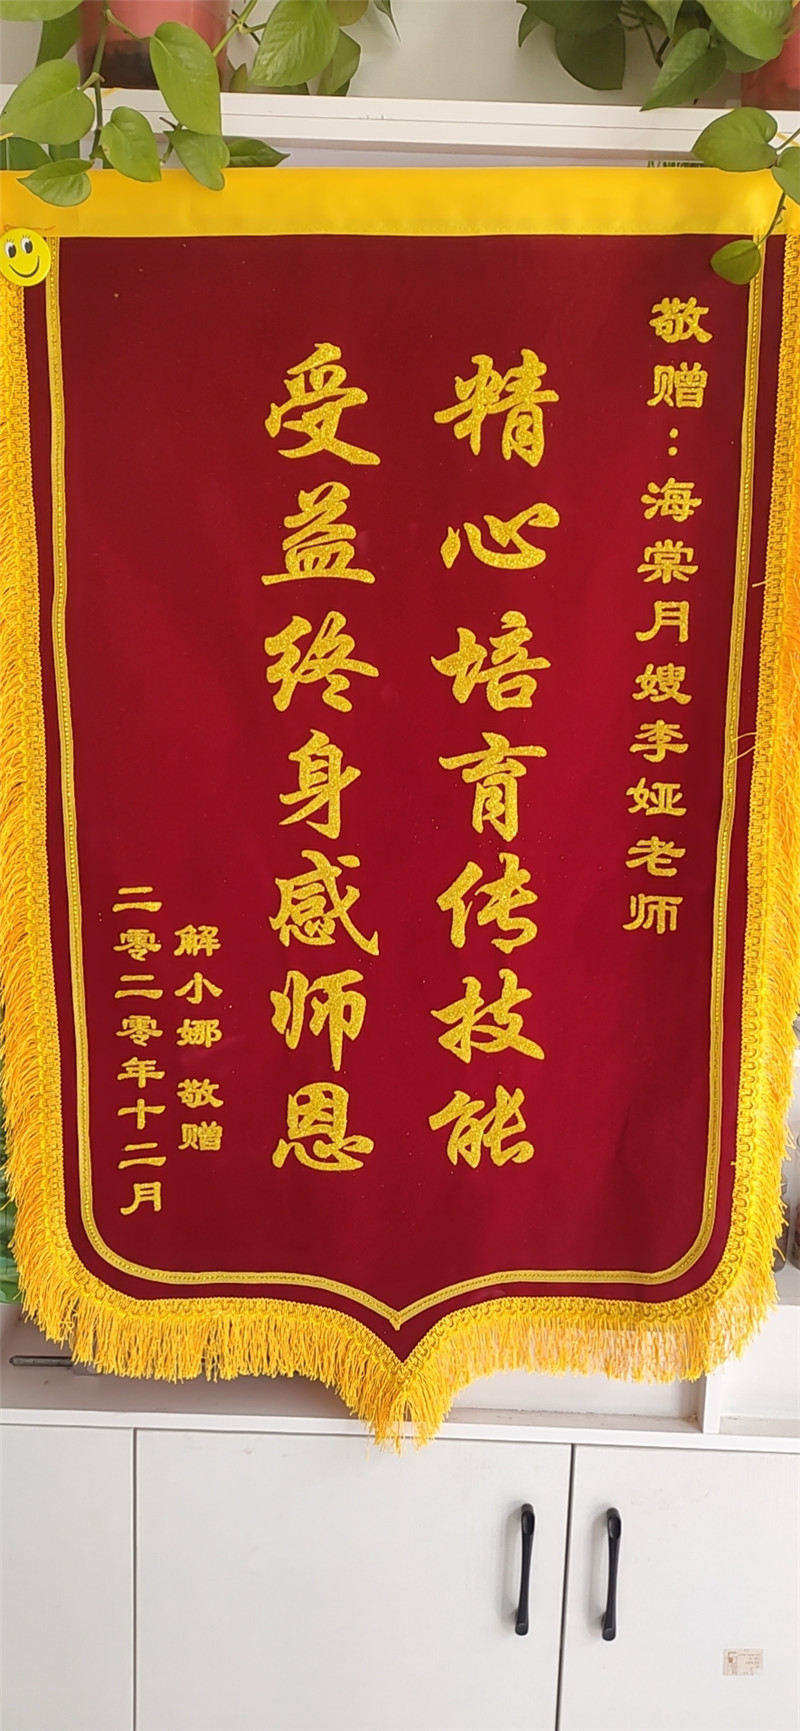 敬赠：海棠月嫂李娅老师
精心培育传技能
受益终身感师恩
解小娜 敬赠
二零二零年十二月